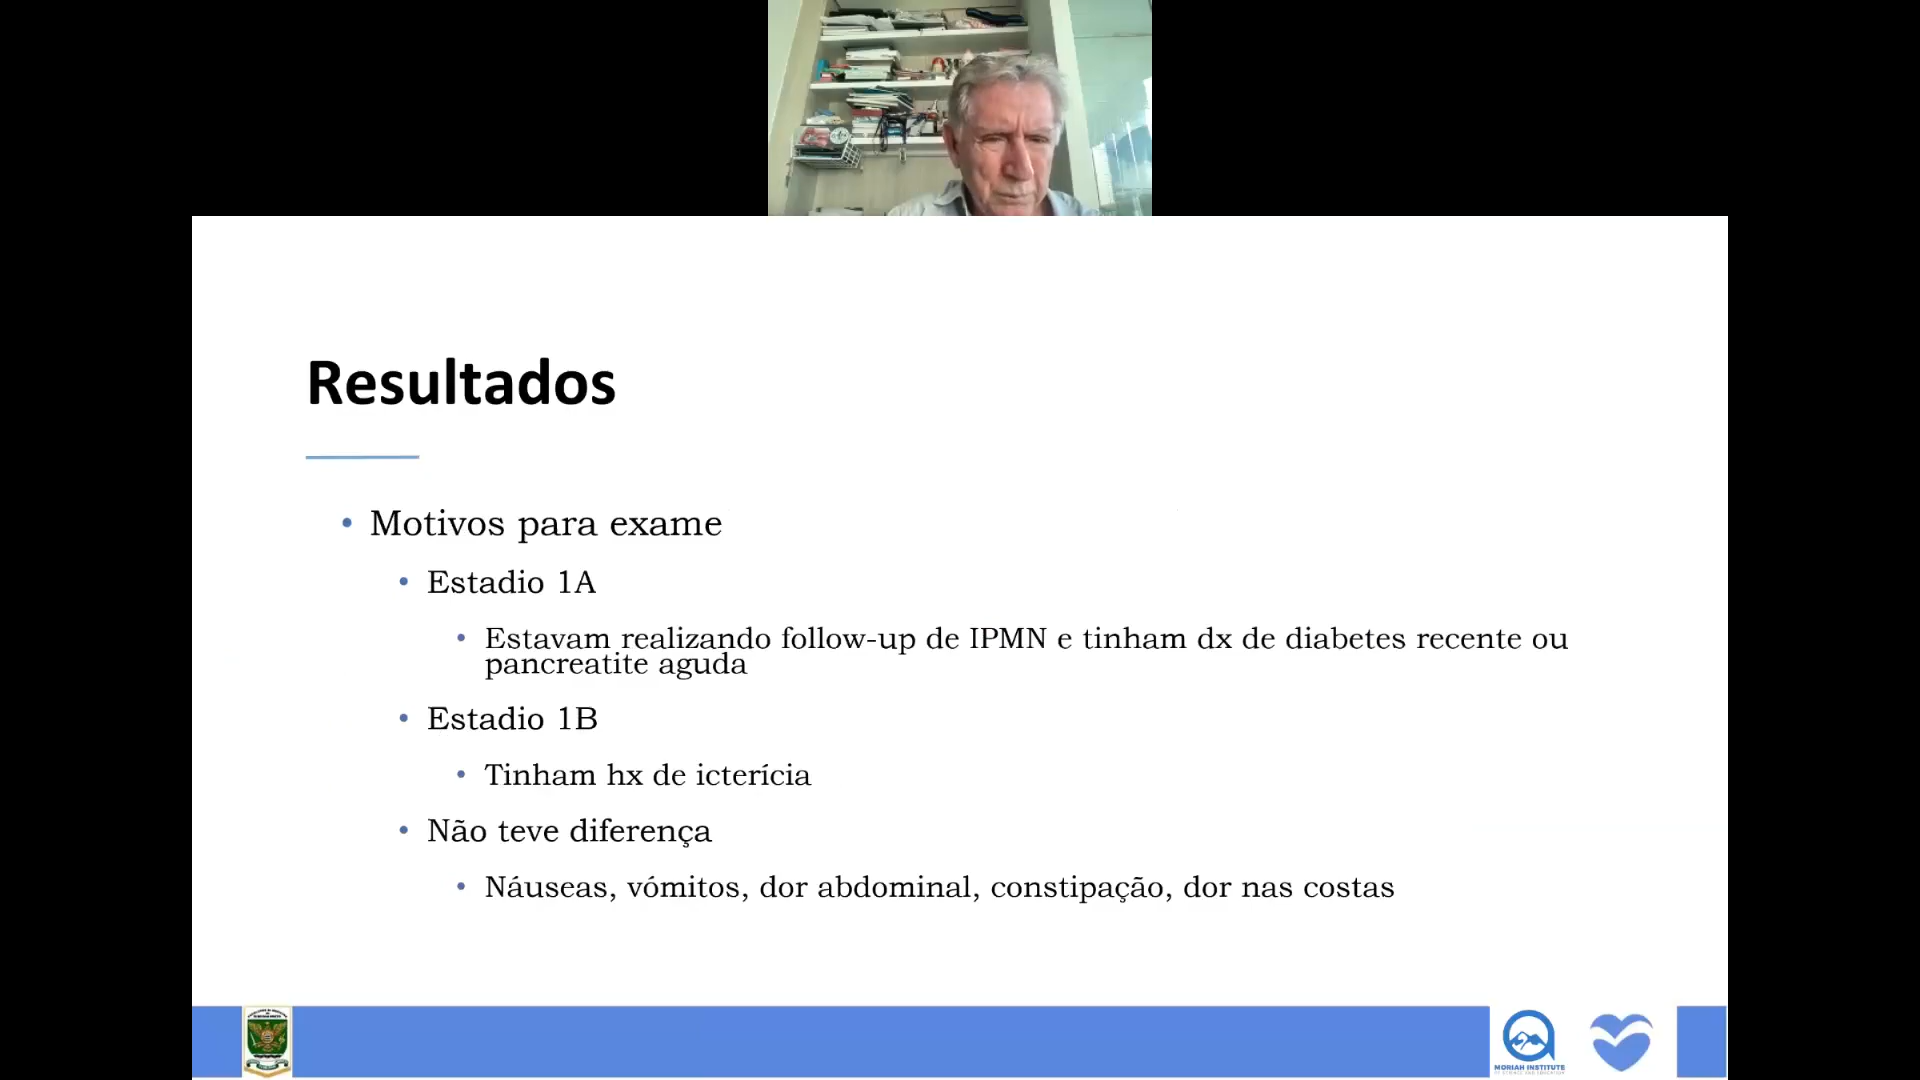 Resultados
Motivos para exame
Estadio 1A
Estavam realizando follow-up de IPMN e tinham dx de diabetes recente ou
pancreatite aguda
Estadio 1B
Tinham hx de icterícia
Não teve diferença
Náuseas, vómitos, dor abdominal, constipação, dor nas costas
MORIAH INSTITUTE